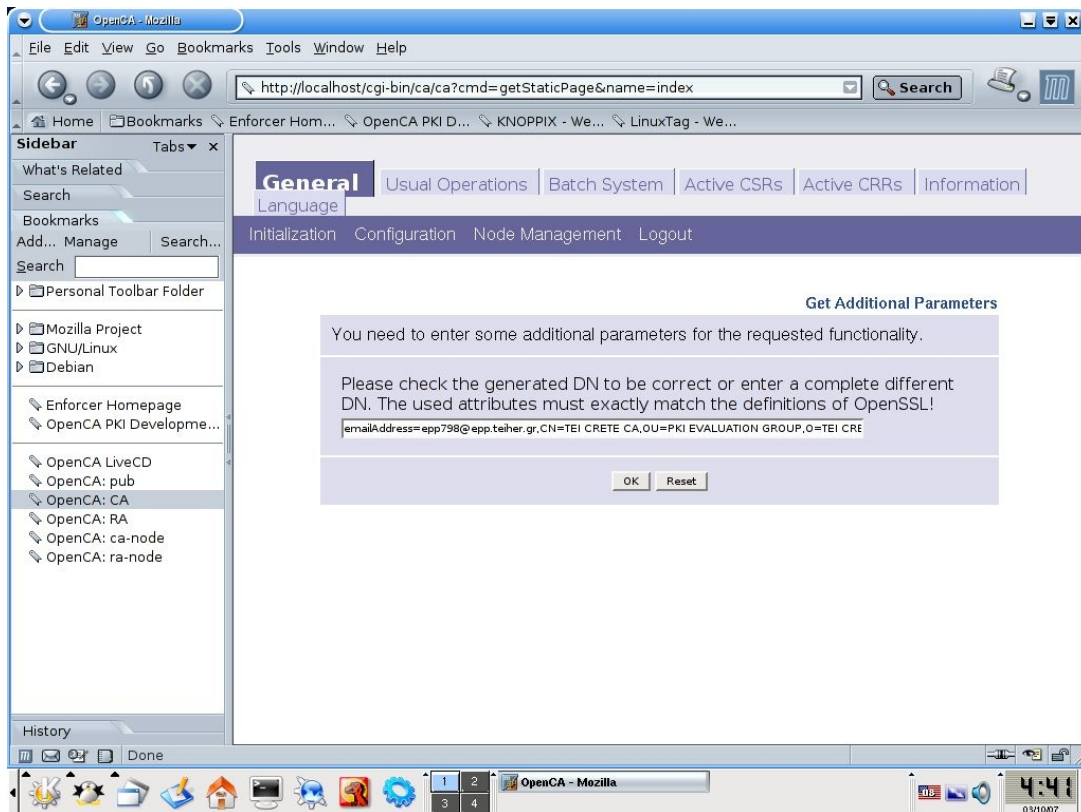 OpenCA - Mozilla
File Edit View Go Bookmarks Tools Window Help
http://localhost/cgi-bin/ca/ca?cmd=getStaticPage&name=index
Search
Home Bookmarks Enforcer Hom... OpenCA PKI D... KNOPPIX - We... LinuxTag - We...
Sidebar Tabs x
What's Related
Search
Bookmarks
Add... Manage Search...
Search
Personal Toolbar Folder
Mozilla Project
GNU/Linux
Debian
Enforcer Homepage
OpenCA PKI Developme...
OpenCA LiveCD
OpenCA: pub
OpenCA: CA
OpenCA: RA
OpenCA: ca-node
OpenCA: ra-node
History
General Usual Operations Batch System Active CSRs Active CRRs Information
Language
Initialization Configuration Node Management Logout
Get Additional Parameters
You need to enter some additional parameters for the requested functionality.
Please check the generated DN to be correct or enter a complete different
DN. The used attributes must exactly match the definitions of OpenSSL!
emailAddress=epp798@epp.teiher.gr,CN=TEI CRETE CA,OU=PKI EVALUATION GROUP,O=TEI CRE
OK Reset
Done
1 2
3 4
OpenCA - Mozilla
us
4:41
03/10/07